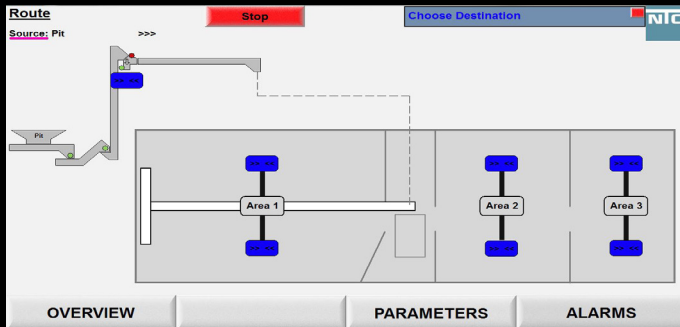 Route
Stop
Choose Destination
NTC
Source: Pit >>>
>> <<
Pit
>> <<
>> <<
>> <<
Area 1
Area 2
Area 3
>> <<
>> <<
>> <<
OVERVIEW
PARAMETERS
ALARMS